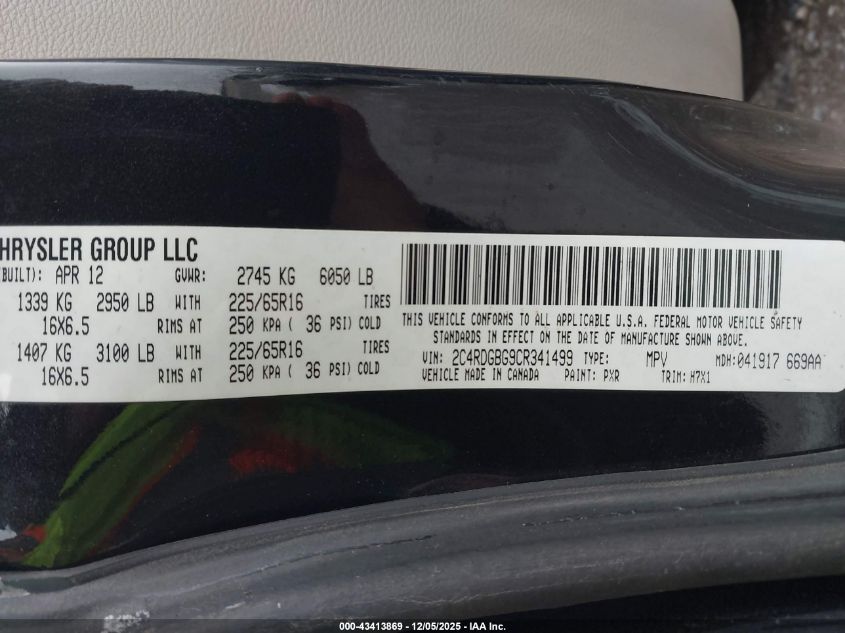 HRYSLER GROUP LLC
(BUILT): APR 12 GVWR: 2745 KG 6050 LB
1339 KG 2950 LB WITH 225/65R16 TIRES
16X6.5 RIMS AT 250 KPA ( 36 PSI) COLD
1407 KG 3100 LB WITH 225/65R16 TIRES
16X6.5 RIMS AT 250 KPA ( 36 PSI) COLD
THIS VEHICLE CONFORMS TO ALL APPLICABLE U.S.A. FEDERAL MOTOR VEHICLE SAFETY
STANDARDS IN EFFECT ON THE DATE OF MANUFACTURE SHOWN ABOVE.
VIN: 2C4RDGBG9CR341499 TYPE: MPV MDH: 041917 669AA
VEHICLE MADE IN CANADA PAINT: PXR TRIM: H7X1
000-43413869 - 12/05/2025 - IAA Inc.